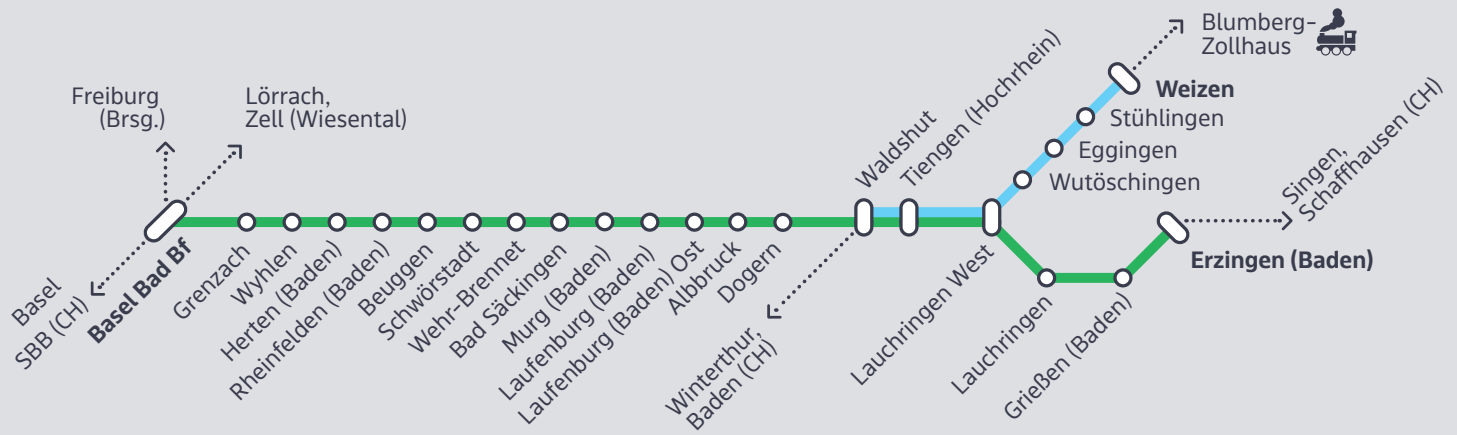 Freiburg
(Brsg.)
Lörrach,
Zell (Wiesental)
Basel
SBB (CH)
Basel Bad Bf
Grenzach
Wyhlen
Herten (Baden)
Rheinfelden (Baden)
Beuggen
Schwörstadt
Wehr-Brennet
Bad Säckingen
Murg (Baden)
Laufenburg (Baden)
Laufenburg (Baden) Ost
Albbruck
Dogern
Winterthur,
Baden (CH)
Waldshut
Tiengen (Hochrhein)
Lauchringen West
Blumberg-
Zollhaus
Weizen
Stühlingen
Eggingen
Wutöschingen
Lauchringen
Grießen (Baden)
Erzingen (Baden)
Singen,
Schaffhausen (CH)